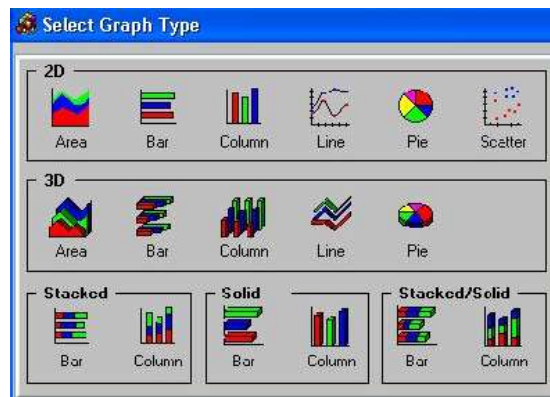 Select Graph Type
2D
Area Bar Column Line Pie Scatter
3D
Area Bar Column Line Pie
Stacked Solid Stacked/Solid
Bar Column Bar Column Bar Column